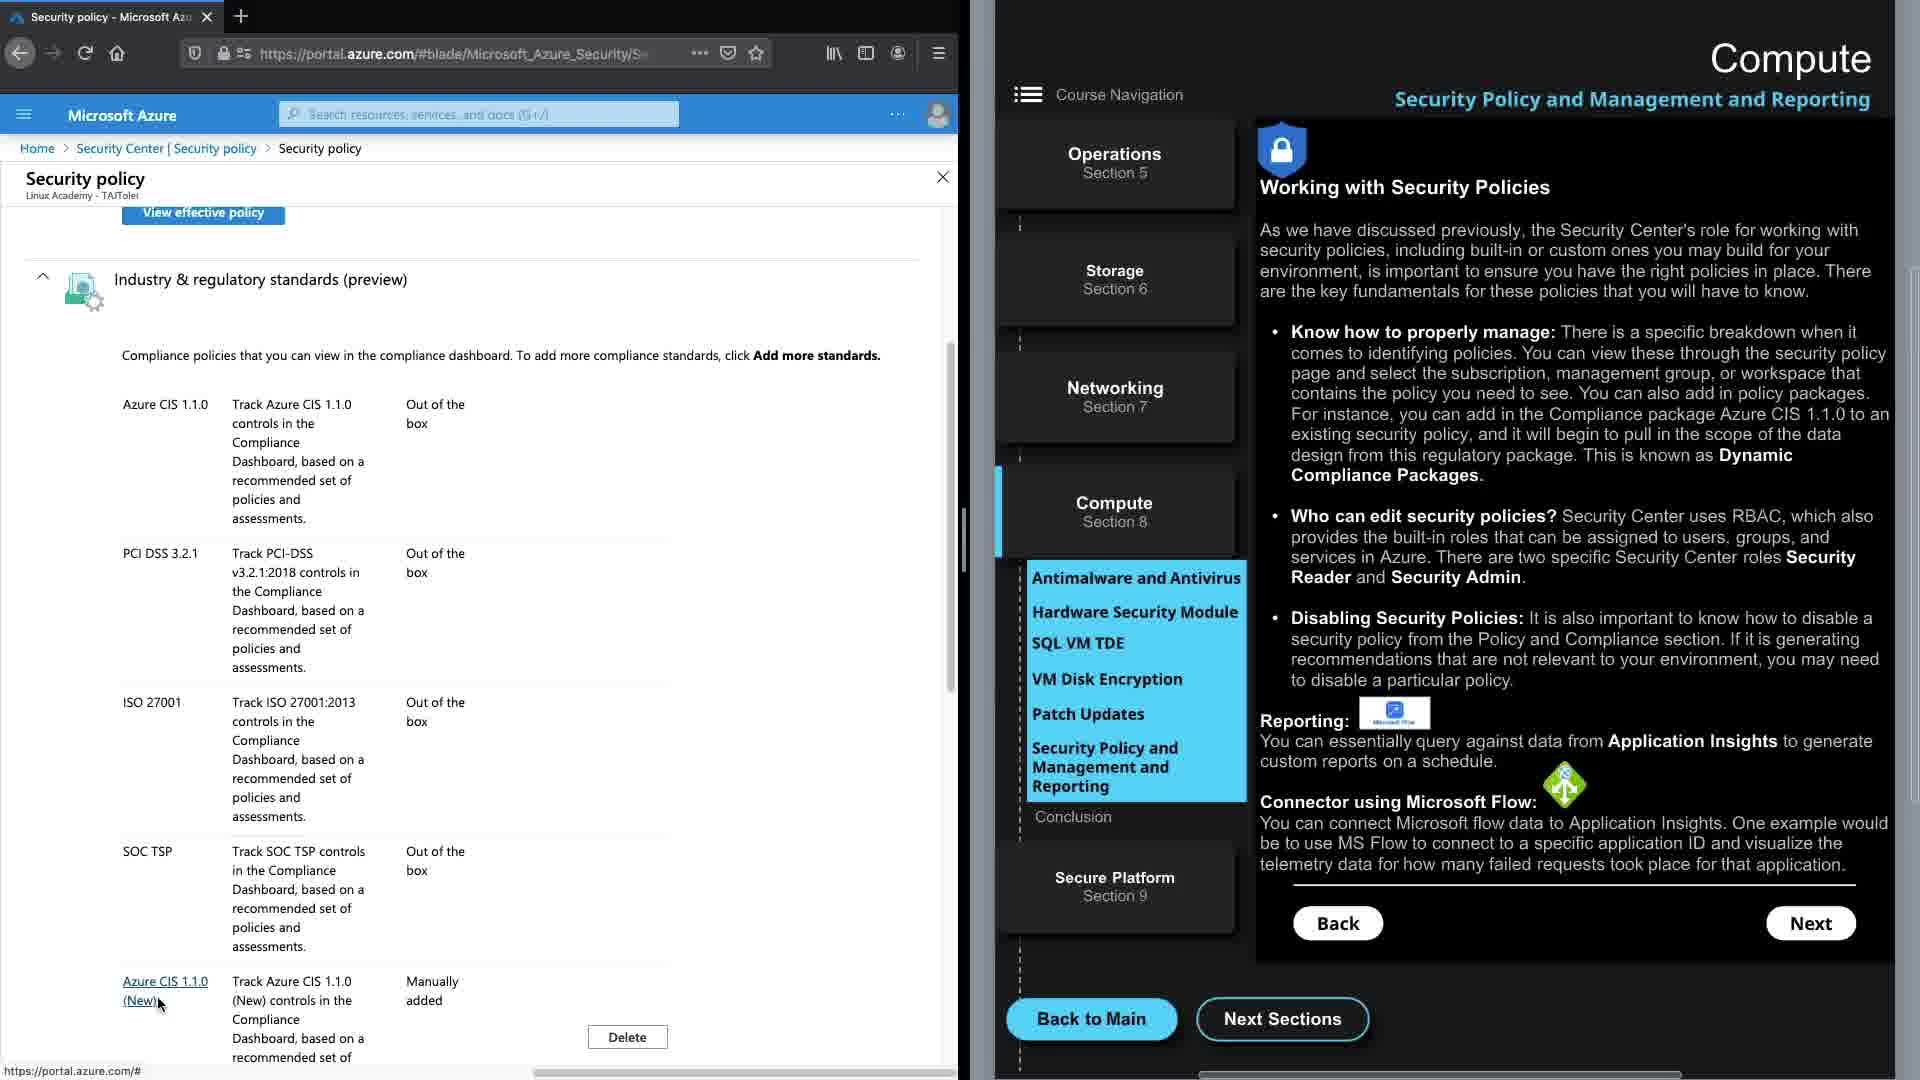 Security policy - Microsoft Azu
https://portal.azure.com/#blade/Microsoft_Azure_Security/Se
Microsoft Azure
Search resources, services, and docs (G+/)
Home > Security Center | Security policy > Security policy
Security policy
Linux Academy - TAJToler
View effective policy
Industry & regulatory standards (preview)
Compliance policies that you can view in the compliance dashboard. To add more compliance standards, click Add more standards.
Azure CIS 1.1.0
Track Azure CIS 1.1.0
controls in the
Compliance
Dashboard, based on a
recommended set of
policies and
assessments.
Out of the
box
PCI DSS 3.2.1
Track PCI-DSS
v3.2.1:2018 controls in
the Compliance
Dashboard, based on a
recommended set of
policies and
assessments.
Out of the
box
ISO 27001
Track ISO 27001:2013
controls in the
Compliance
Dashboard, based on a
recommended set of
policies and
assessments.
Out of the
box
SOC TSP
Track SOC TSP controls
in the Compliance
Dashboard, based on a
recommended set of
policies and
assessments.
Out of the
box
Azure CIS 1.1.0
(New)
Track Azure CIS 1.1.0
(New) controls in the
Compliance
Dashboard, based on a
recommended set of
Manually
added
Delete
https://portal.azure.com/#
Compute
Course Navigation
Security Policy and Management and Reporting
Operations
Section 5
Storage
Section 6
Networking
Section 7
Compute
Section 8
Antimalware and Antivirus
Hardware Security Module
SQL VM TDE
VM Disk Encryption
Patch Updates
Security Policy and
Management and
Reporting
Conclusion
Secure Platform
Section 9
Back to Main
Next Sections
Working with Security Policies
As we have discussed previously, the Security Center's role for working with
security policies, including built-in or custom ones you may build for your
environment, is important to ensure you have the right policies in place. There
are the key fundamentals for these policies that you will have to know.
• Know how to properly manage: There is a specific breakdown when it
comes to identifying policies. You can view these through the security policy
page and select the subscription, management group, or workspace that
contains the policy you need to see. You can also add in policy packages.
For instance, you can add in the Compliance package Azure CIS 1.1.0 to an
existing security policy, and it will begin to pull in the scope of the data
design from this regulatory package. This is known as Dynamic
Compliance Packages.
• Who can edit security policies? Security Center uses RBAC, which also
provides the built-in roles that can be assigned to users. groups, and
services in Azure. There are two specific Security Center roles Security
Reader and Security Admin.
• Disabling Security Policies: It is also important to know how to disable a
security policy from the Policy and Compliance section. If it is generating
recommendations that are not relevant to your environment, you may need
to disable a particular policy.
Reporting:
Microsoft Flow
You can essentially query against data from Application Insights to generate
custom reports on a schedule.
Connector using Microsoft Flow:
You can connect Microsoft flow data to Application Insights. One example would
be to use MS Flow to connect to a specific application ID and visualize the
telemetry data for how many failed requests took place for that application.
Back
Next